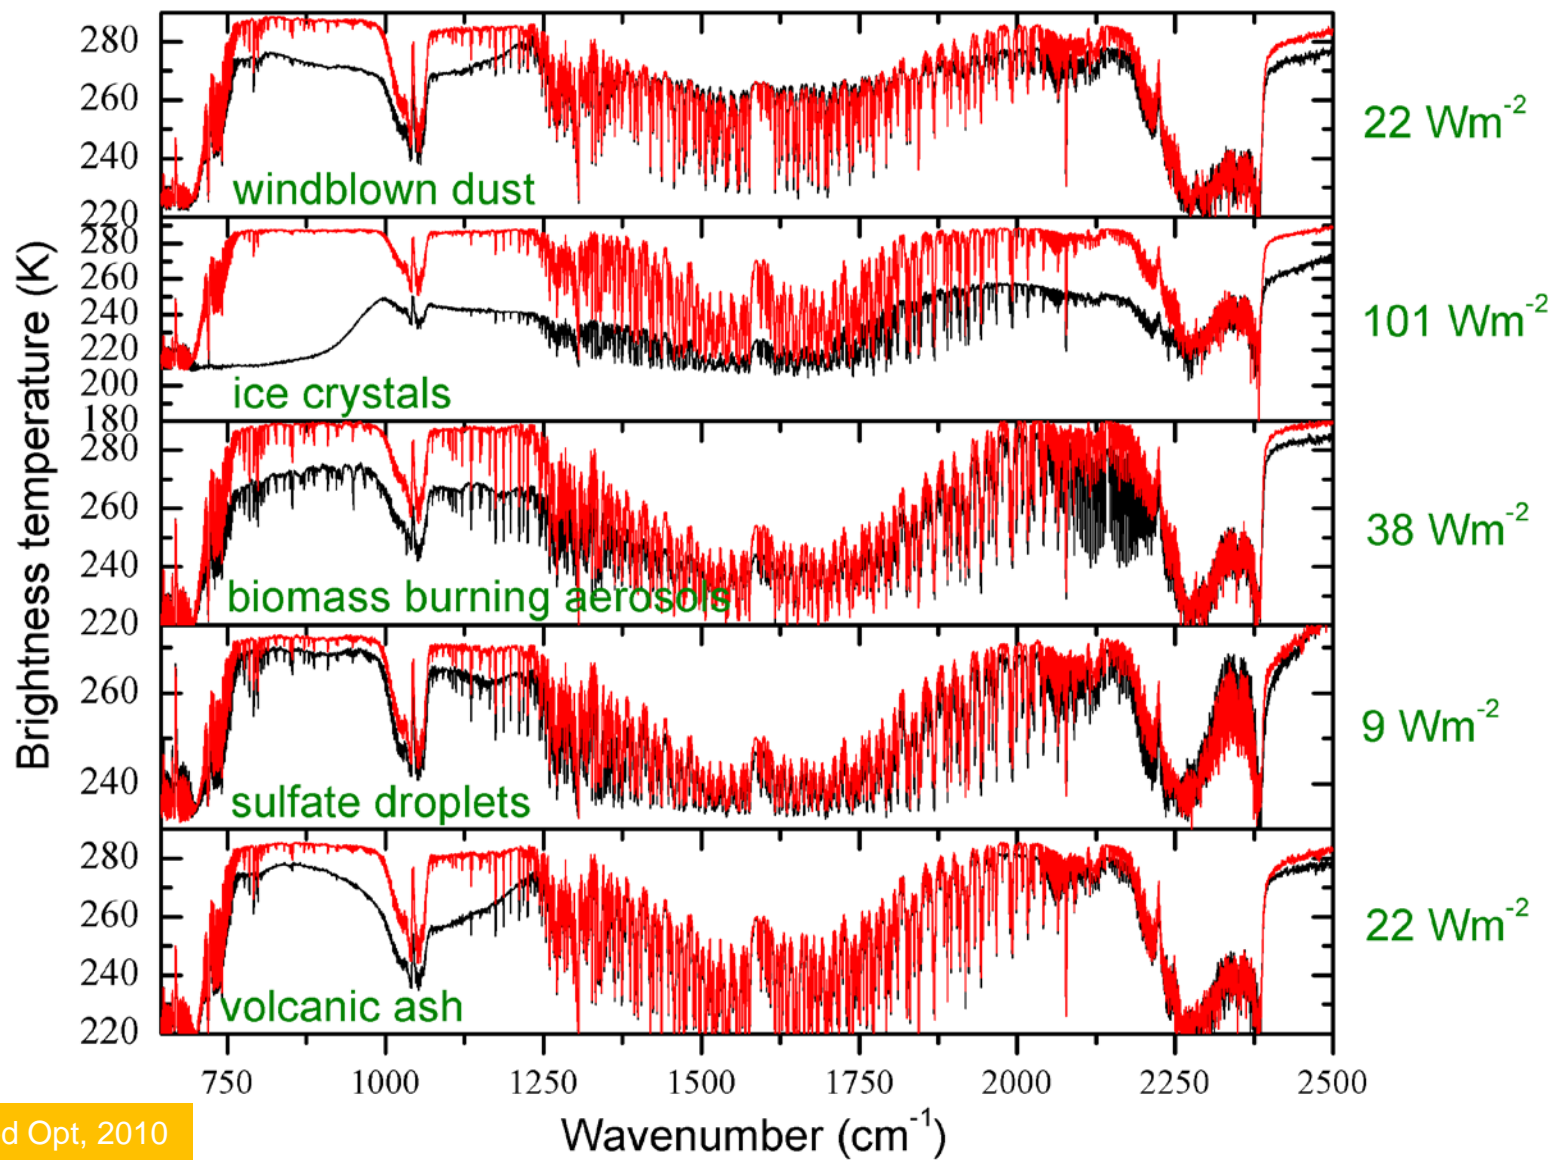 Brightness temperature (K)
280
260
240
220
windblown dust
22 Wm-2
280
260
240
220
200
180
ice crystals
101 Wm-2
280
260
240
220
biomass burning aerosols
38 Wm-2
260
240
sulfate droplets
9 Wm-2
280
260
240
220
volcanic ash
22 Wm-2
750 1000 1250 1500 1750 2000 2250 2500
Wavenumber (cm-1)
d Opt, 2010